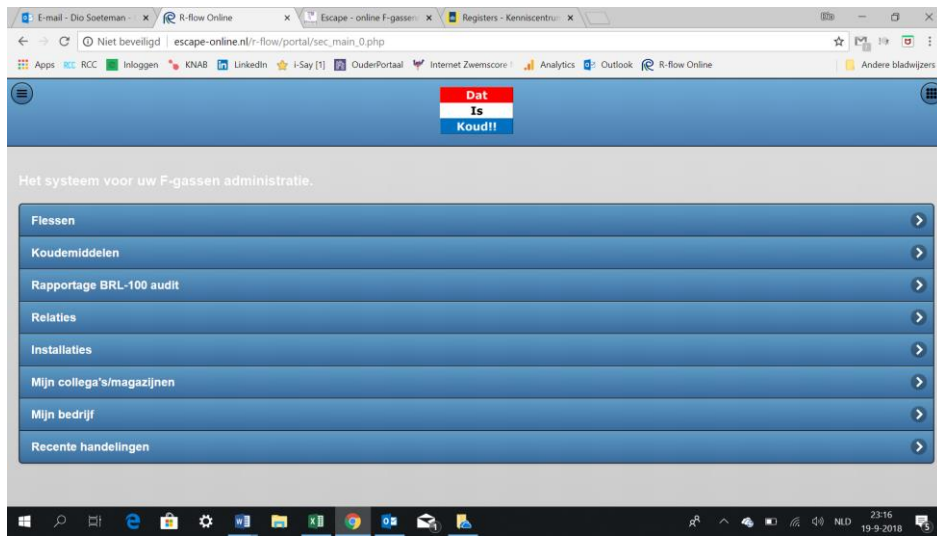 E-mail - Dio Soeteman -
R-flow Online
Escape - online F-gassen
Registers - Kenniscentrum
Niet beveiligd | escape-online.nl/r-flow/portal/sec_main_0.php
Apps RCC Inloggen KNAB LinkedIn i-Say [1] OuderPortaal Internet Zwemscore Analytics Outlook R-flow Online Andere bladwijzers
Dat
Is
Koud!!
Het systeem voor uw F-gassen administratie.
Flessen
Koudemiddelen
Rapportage BRL-100 audit
Relaties
Installaties
Mijn collega's/magazijnen
Mijn bedrijf
Recente handelingen
NLD
23:16
19-9-2018